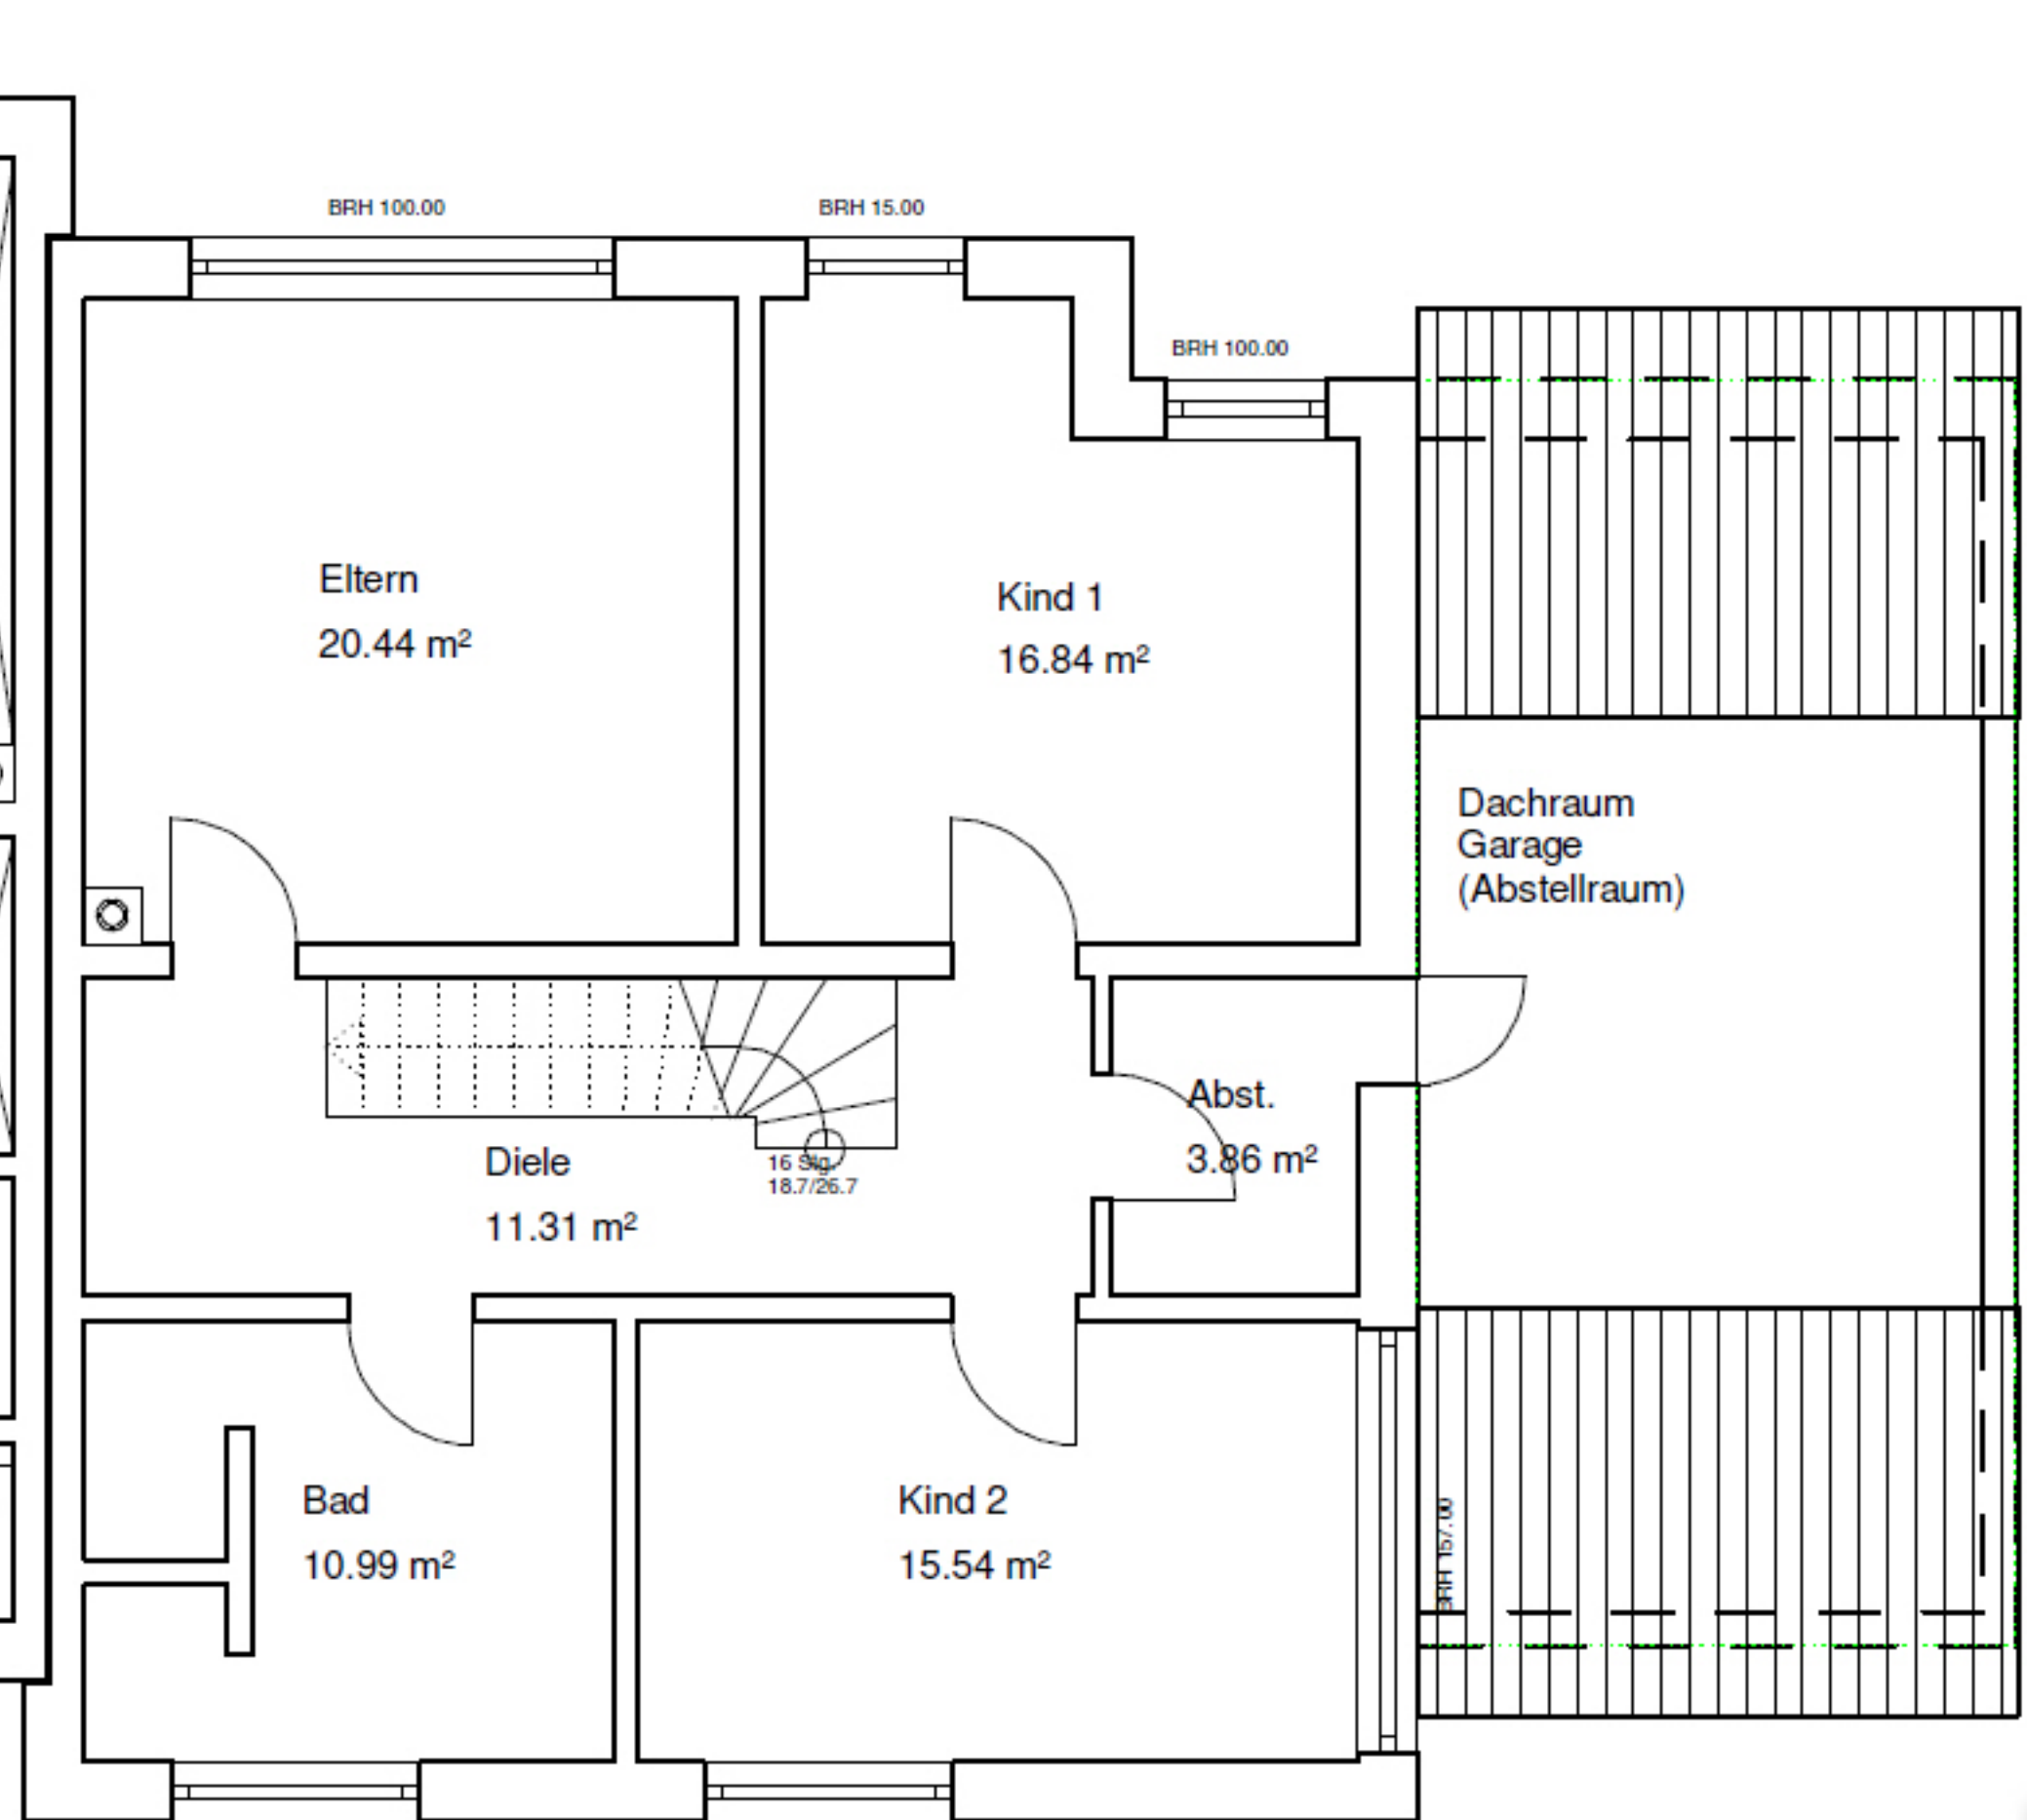 BRH 100.00
BRH 15.00
BRH 100.00
Eltern
20.44 m²
Kind 1
16.84 m²
Dachraum
Garage
(Abstellraum)
Abst.
3.86 m²
Diele
11.31 m²
16 Stg.
18.7/26.7
Bad
10.99 m²
Kind 2
15.54 m²
BRH 157.00